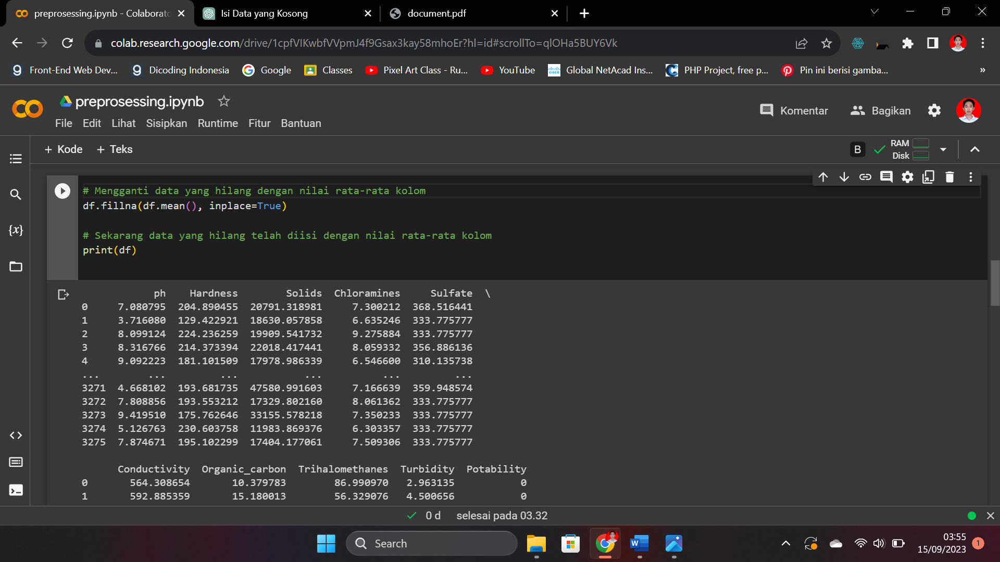 preprosessing.ipynb - Colaborato
Isi Data yang Kosong
document.pdf
colab.research.google.com/drive/1cpfVIKwbfVVpmJ4f9Gsax3kay58mhoEr?hl=id#scrollTo=qlOHa5BUY6Vk
Front-End Web Dev...
Dicoding Indonesia
Google
Classes
Pixel Art Class - Ru...
YouTube
Global NetAcad Ins...
PHP Project, free p...
Pin ini berisi gamba...
»
preprosessing.ipynb
Komentar
Bagikan
File Edit Lihat Sisipkan Runtime Fitur Bantuan
+ Kode + Teks
B
RAM
Disk
# Mengganti data yang hilang dengan nilai rata-rata kolom
df.fillna(df.mean(), inplace=True)
# Sekarang data yang hilang telah diisi dengan nilai rata-rata kolom
print(df)
ph Hardness Solids Chloramines Sulfate \
0 7.080795 204.890455 20791.318981 7.300212 368.516441
1 3.716080 129.422921 18630.057858 6.635246 333.775777
2 8.099124 224.236259 19909.541732 9.275884 333.775777
3 8.316766 214.373394 22018.417441 8.059332 356.886136
4 9.092223 181.101509 17978.986339 6.546600 310.135738
... ... ... ... ... ...
3271 4.668102 193.681735 47580.991603 7.166639 359.948574
3272 7.808856 193.553212 17329.802160 8.061362 333.775777
3273 9.419510 175.762646 33155.578218 7.350233 333.775777
3274 5.126763 230.603758 11983.869376 6.303357 333.775777
3275 7.874671 195.102299 17404.177061 7.509306 333.775777
Conductivity Organic_carbon Trihalomethanes Turbidity Potability
0 564.308654 10.379783 86.990970 2.963135 0
1 592.885359 15.180013 56.329076 4.500656 0
0 d selesai pada 03.32
Search
03:55
15/09/2023
1